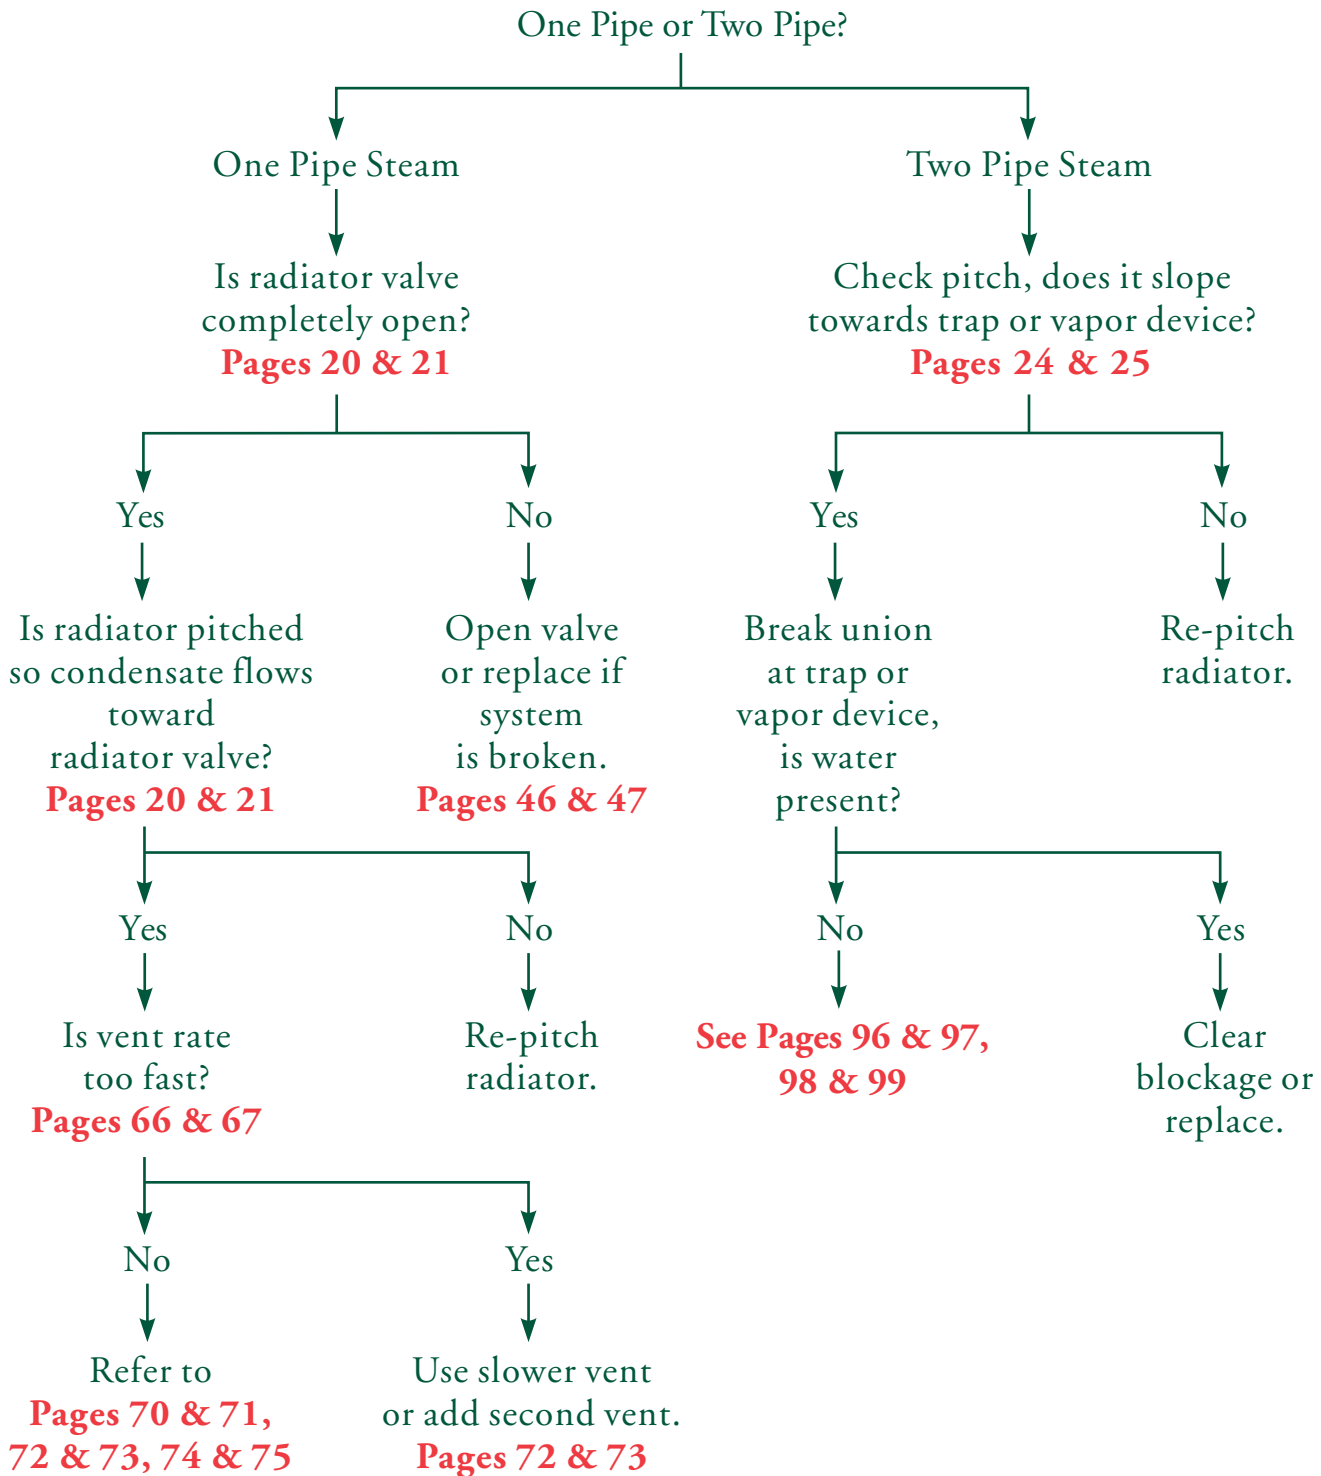 One Pipe or Two Pipe?
One Pipe Steam
Two Pipe Steam
Is radiator valve
completely open?
Pages 20 & 21
Check pitch, does it slope
towards trap or vapor device?
Pages 24 & 25
Yes
No
Yes
No
Is radiator pitched
so condensate flows
toward
radiator valve?
Pages 20 & 21
Open valve
or replace if
system
is broken.
Pages 46 & 47
Break union
at trap or
vapor device,
is water
present?
Re-pitch
radiator.
Yes
No
No
Yes
Is vent rate
too fast?
Pages 66 & 67
Re-pitch
radiator.
See Pages 96 & 97,
98 & 99
Clear
blockage or
replace.
No
Yes
Refer to
Pages 70 & 71,
72 & 73, 74 & 75
Use slower vent
or add second vent.
Pages 72 & 73